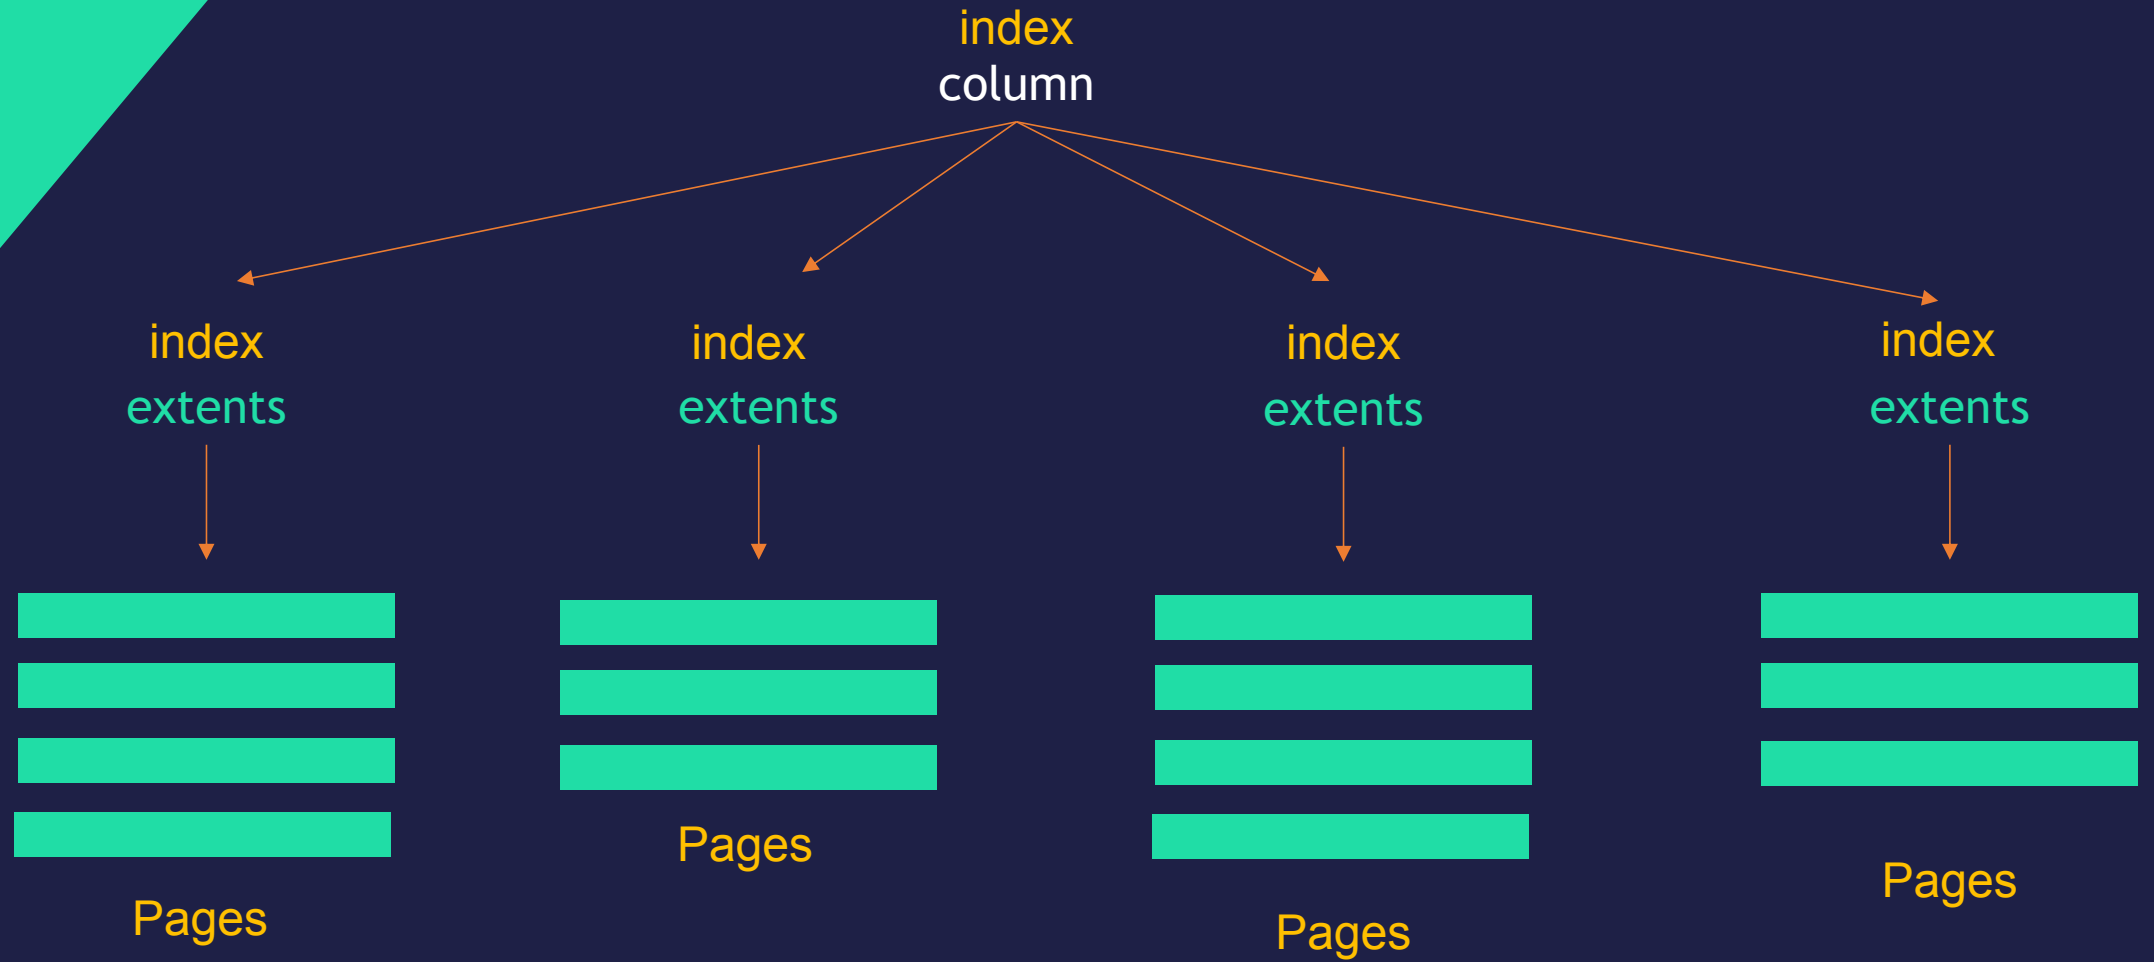 index
column
index
extents
index
extents
index
extents
index
extents
Pages
Pages
Pages
Pages